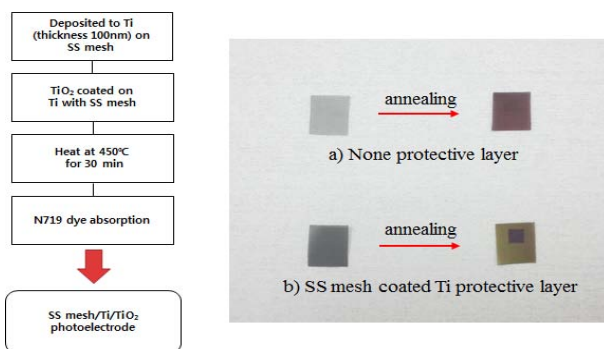 Deposited to Ti
(thickness 100nm) on
SS mesh
TiO₂ coated on
Ti with SS mesh
Heat at 450℃
for 30 min
N719 dye absorption
SS mesh/Ti/TiO₂
photoelectrode
annealing
a) None protective layer
annealing
b) SS mesh coated Ti protective layer